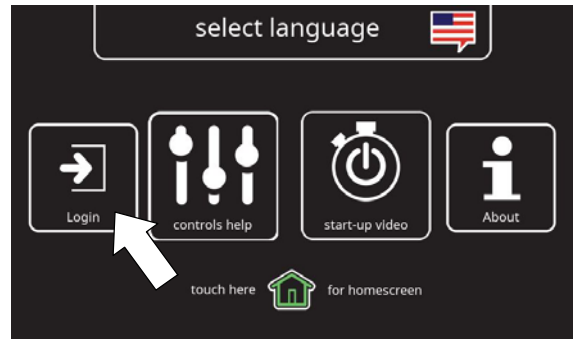 select language
Login
controls help
start-up video
About
touch here for homescreen